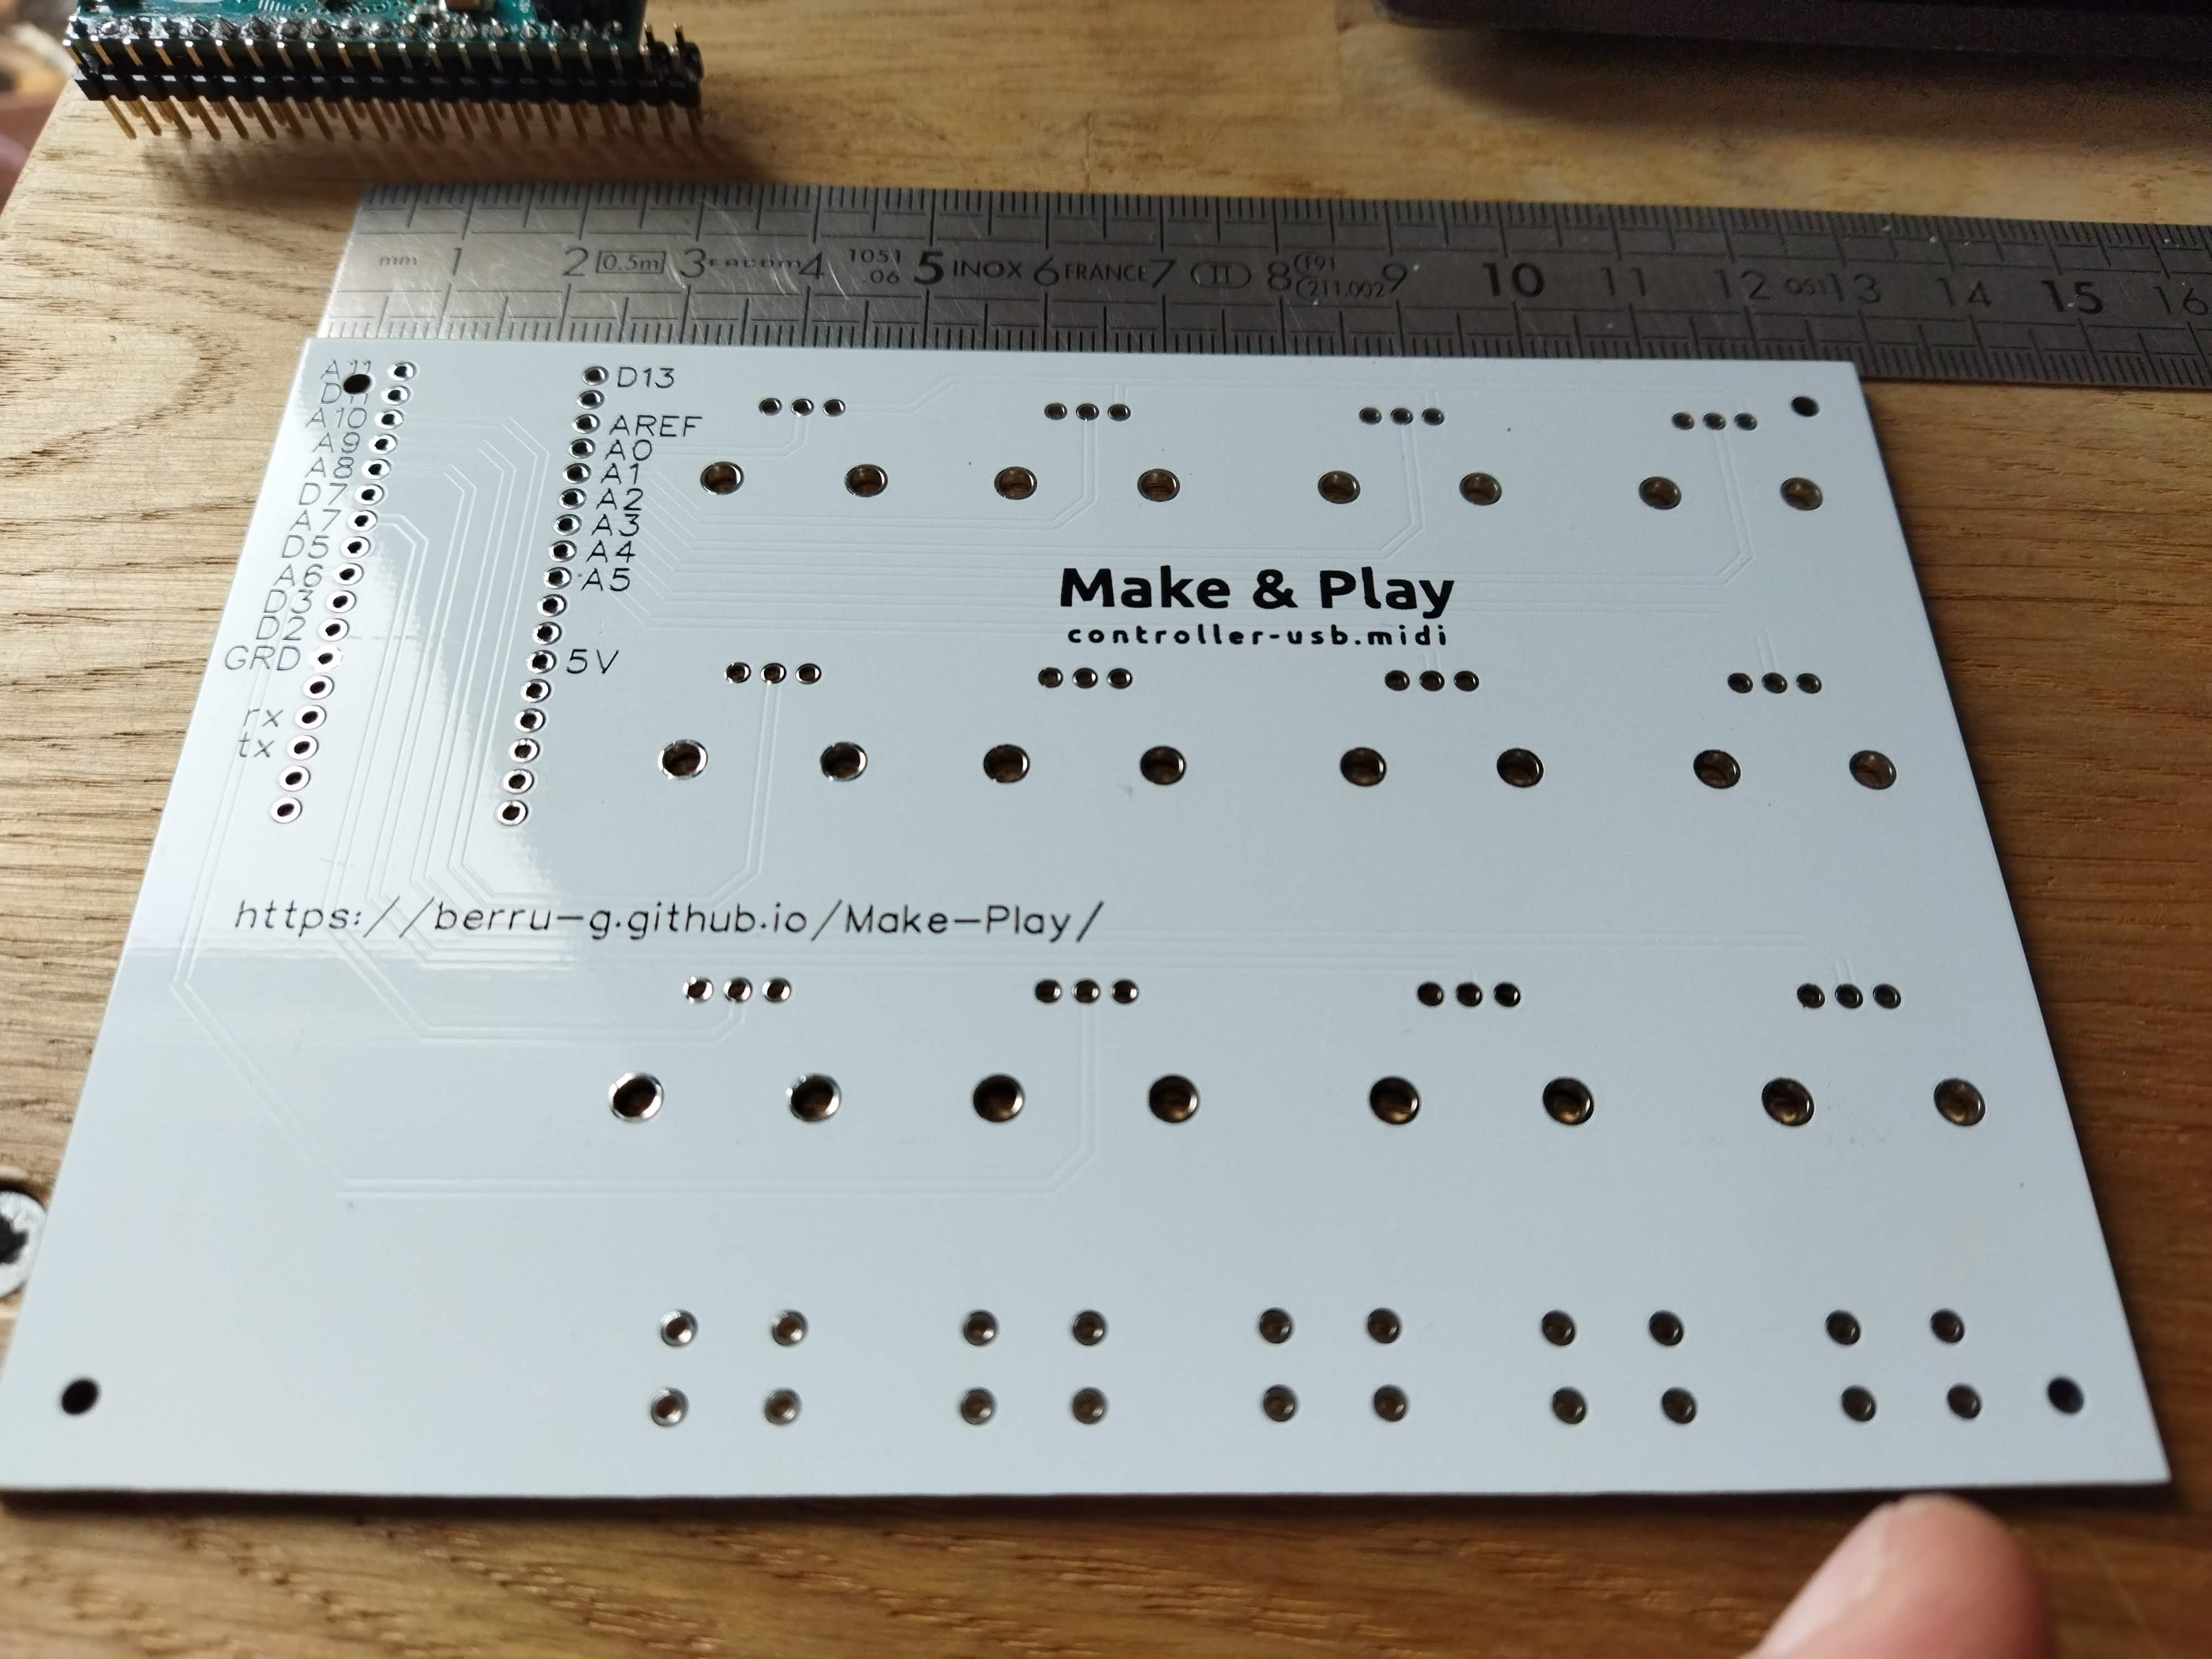 mm 1 2 0.5m 3 FACOM 4 1051 .06 5 INOX 6 FRANCE 7 II 8 (F91 (211.002 9 10 11 12 13 14 15 16
A11
D11
A10
A9
A8
D7
A7
D5
A6
D3
D2
GRD
rx
tx
D13
AREF
A0
A1
A2
A3
A4
A5
5V
Make & Play
controller-usb.midi
https://berru-g.github.io/Make-Play/